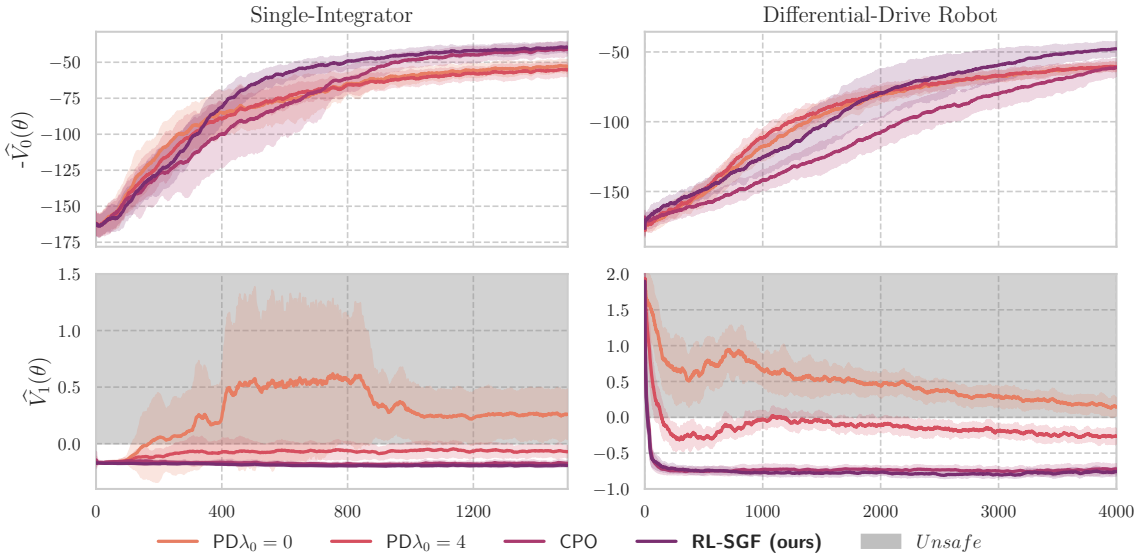 Single-Integrator
Differential-Drive Robot
-V̂₀(θ)
−50
−75
−100
−125
−150
−175
−50
−100
−150
V̂₁(θ)
1.5
1.0
0.5
0.0
2.0
1.5
1.0
0.5
0.0
−0.5
−1.0
0 400 800 1200
0 1000 2000 3000 4000
PDλ₀ = 0 PDλ₀ = 4 CPO RL-SGF (ours) Unsafe